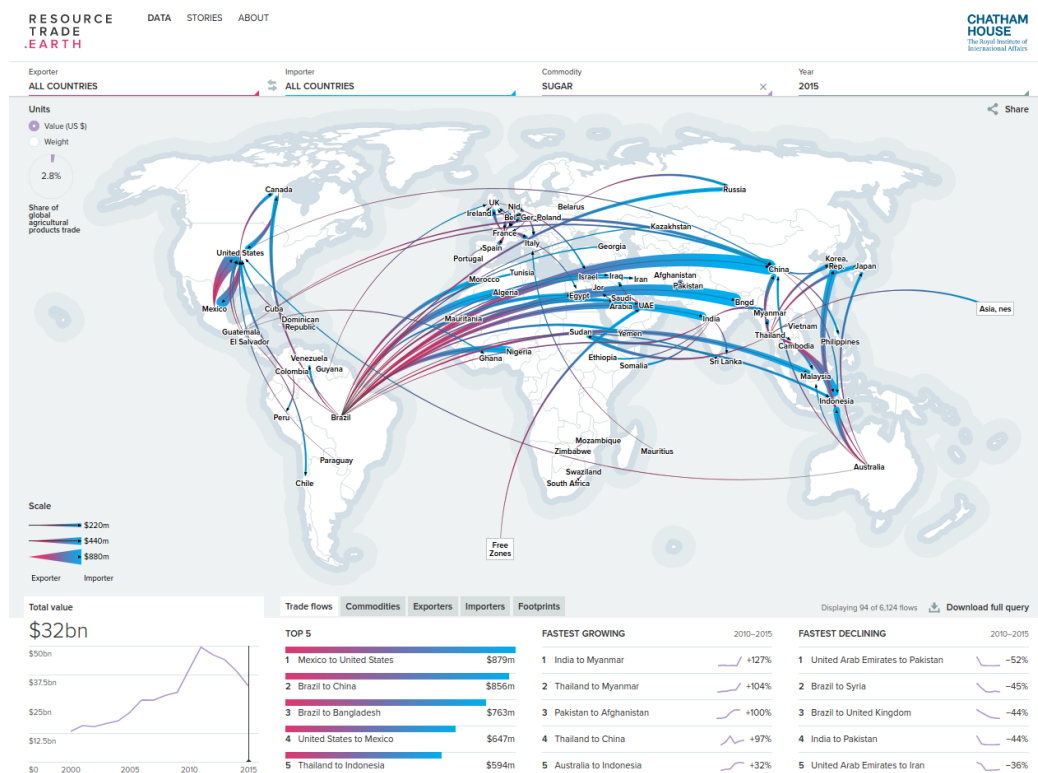 RESOURCE
TRADE
.EARTH
DATA STORIES ABOUT
CHATHAM
HOUSE
The Royal Institute of
International Affairs
Exporter
ALL COUNTRIES
Importer
ALL COUNTRIES
Commodity
SUGAR
Year
2015
Units
Value (US $)
Weight
2.8%
Share of
global
agricultural
products trade
Share
Canada
United States
Mexico
Cuba
Dominican
Republic
Guatemala
El Salvador
Venezuela
Colombia
Guyana
Peru
Brazil
Paraguay
Chile
UK
Nld
Ireland
Bel
Ger
Poland
Belarus
Russia
France
Spain
Italy
Portugal
Kazakhstan
Georgia
Morocco
Tunisia
Algeria
Mauritania
Israel
Iraq
Iran
Jor
Egypt
Saudi
Arabia
UAE
Afghanistan
Pakistan
India
Bngd
China
Korea,
Rep.
Japan
Myanmar
Vietnam
Thailand
Cambodia
Philippines
Asia, nes
Sudan
Yemen
Ghana
Nigeria
Ethiopia
Somalia
Sri Lanka
Malaysia
Indonesia
Mozambique
Zimbabwe
Mauritius
Swaziland
South Africa
Australia
Free
Zones
Scale
$220m
$440m
$880m
Exporter Importer
Total value
$32bn
$50bn
$37.5bn
$25bn
$12.5bn
$0 2000 2005 2010 2015
Trade flows Commodities Exporters Importers Footprints
Displaying 94 of 6,124 flows
Download full query
TOP 5
1 Mexico to United States $879m
2 Brazil to China $856m
3 Brazil to Bangladesh $763m
4 United States to Mexico $647m
5 Thailand to Indonesia $594m
FASTEST GROWING 2010–2015
1 India to Myanmar +127%
2 Thailand to Myanmar +104%
3 Pakistan to Afghanistan +100%
4 Thailand to China +97%
5 Australia to Indonesia +32%
FASTEST DECLINING 2010–2015
1 United Arab Emirates to Pakistan −52%
2 Brazil to Syria −45%
3 Brazil to United Kingdom −44%
4 India to Pakistan −44%
5 United Arab Emirates to Iran −36%